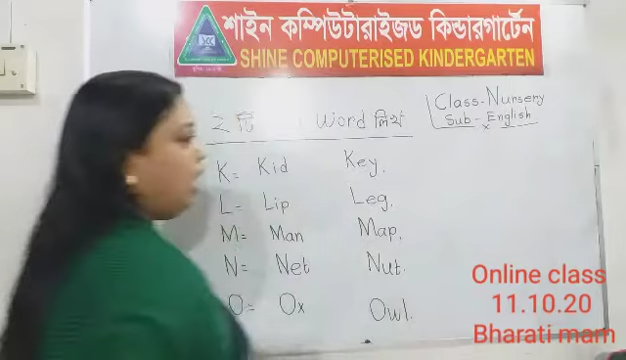 শাইন কম্পিউটারাইজড কিন্ডারগার্টেন
SHINE COMPUTERISED KINDERGARTEN
Class-Nursery
Sub-English
২ টি Word লিখ
K= Kid Key.
L= Lip Leg.
M= Man Map.
N= Net Nut.
O= Ox Owl.
Online class
11.10.20
Bharati mam